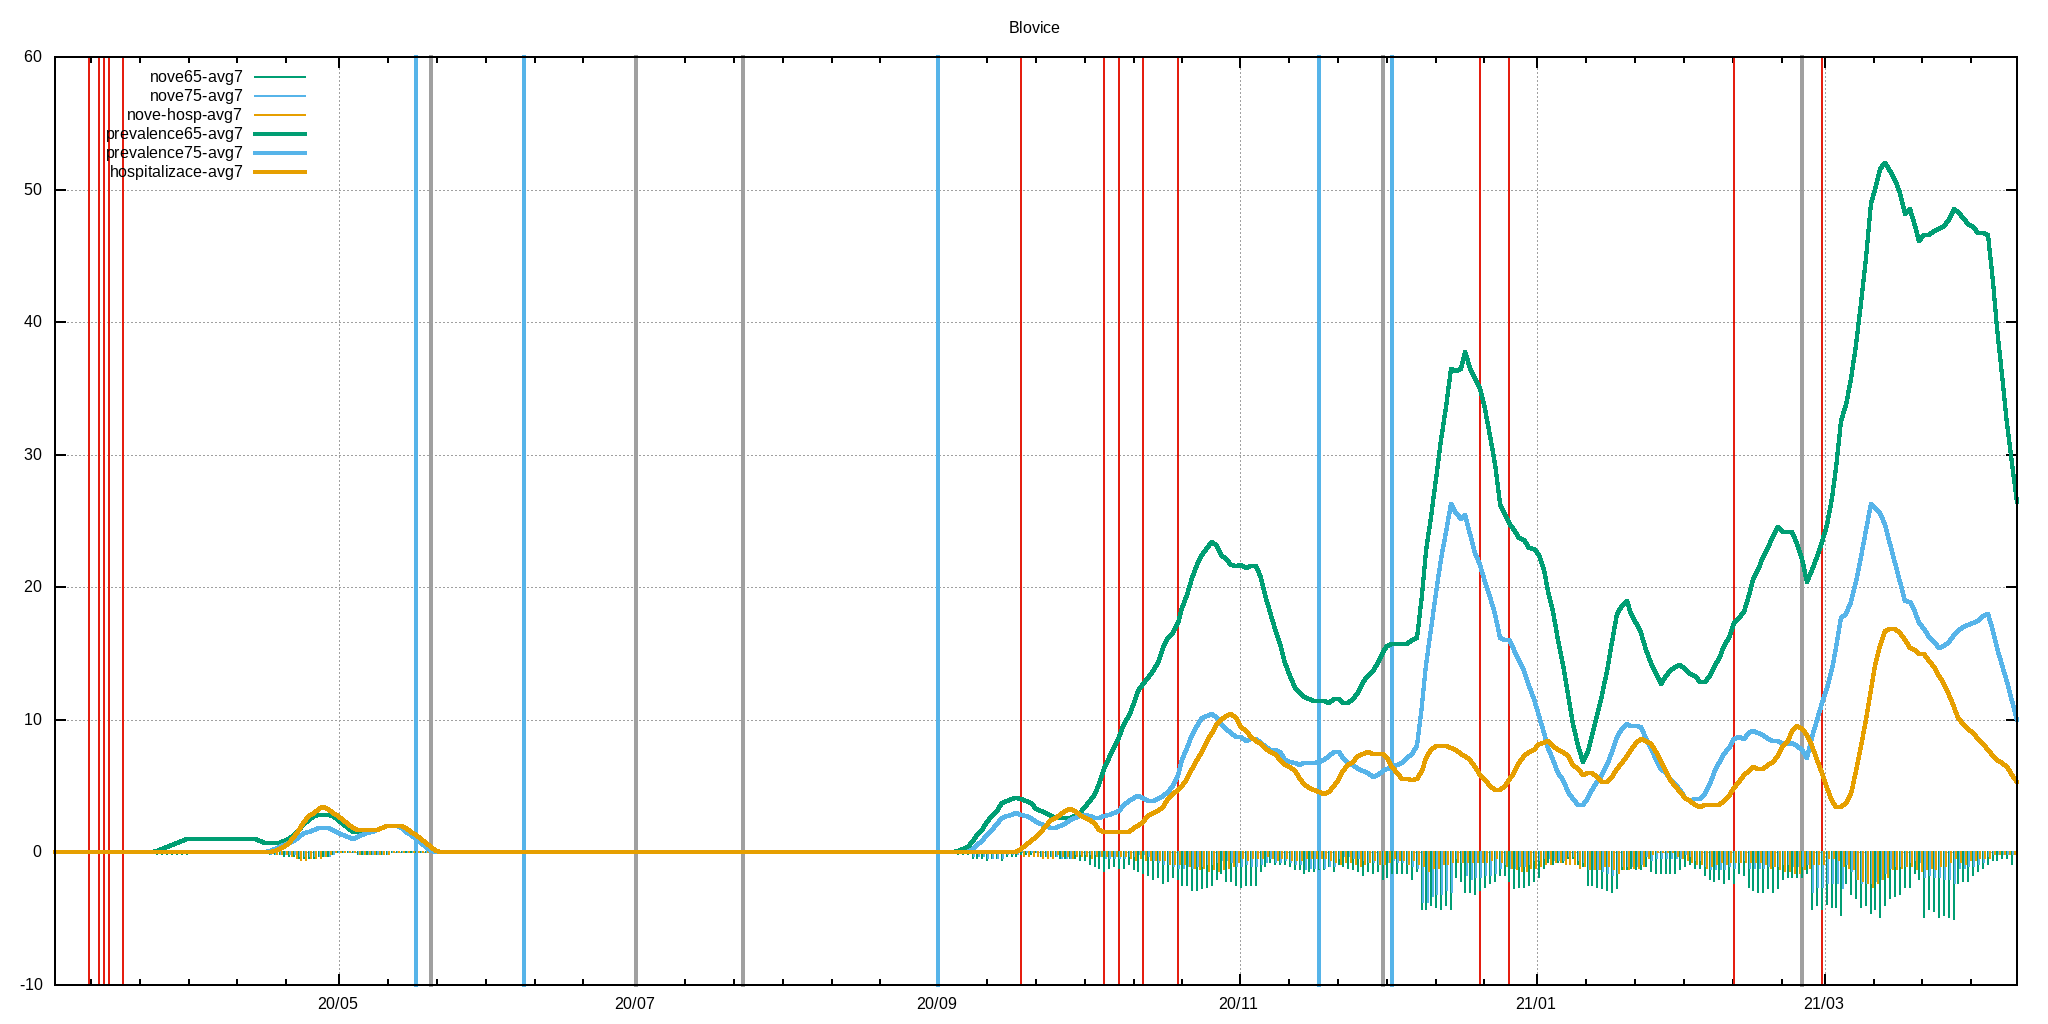 Blovice
60
50
40
30
20
10
0
-10
nove65-avg7
nove75-avg7
nove-hosp-avg7
prevalence65-avg7
prevalence75-avg7
hospitalizace-avg7
20/05 20/07 20/09 20/11 21/01 21/03